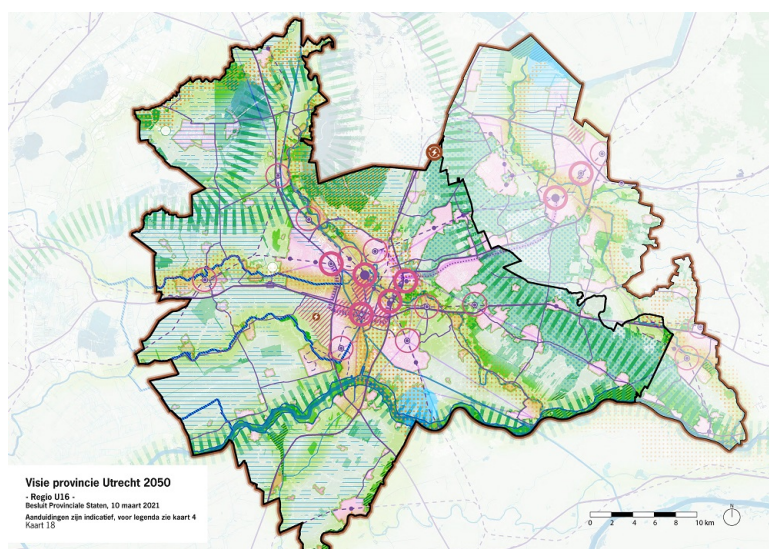 Visie provincie Utrecht 2050
- Regio U16 -
Besluit Provinciale Staten, 10 maart 2021
Aanduidingen zijn indicatief, voor legenda zie kaart 4
Kaart 18
0 2 4 6 8 10 km